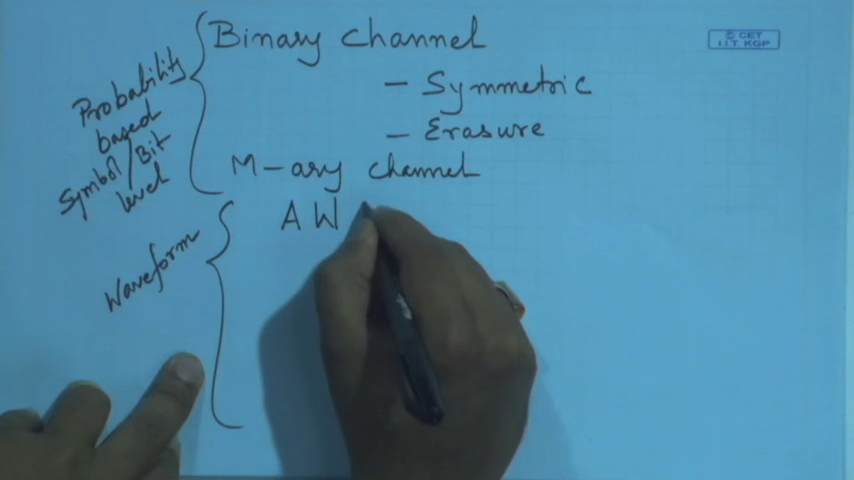 Binary Channel
© CET
I.I.T. KGP
- Symmetric
- Erasure
M-ary channel
Probability
based
Symbol/Bit
level
Waveform
AW